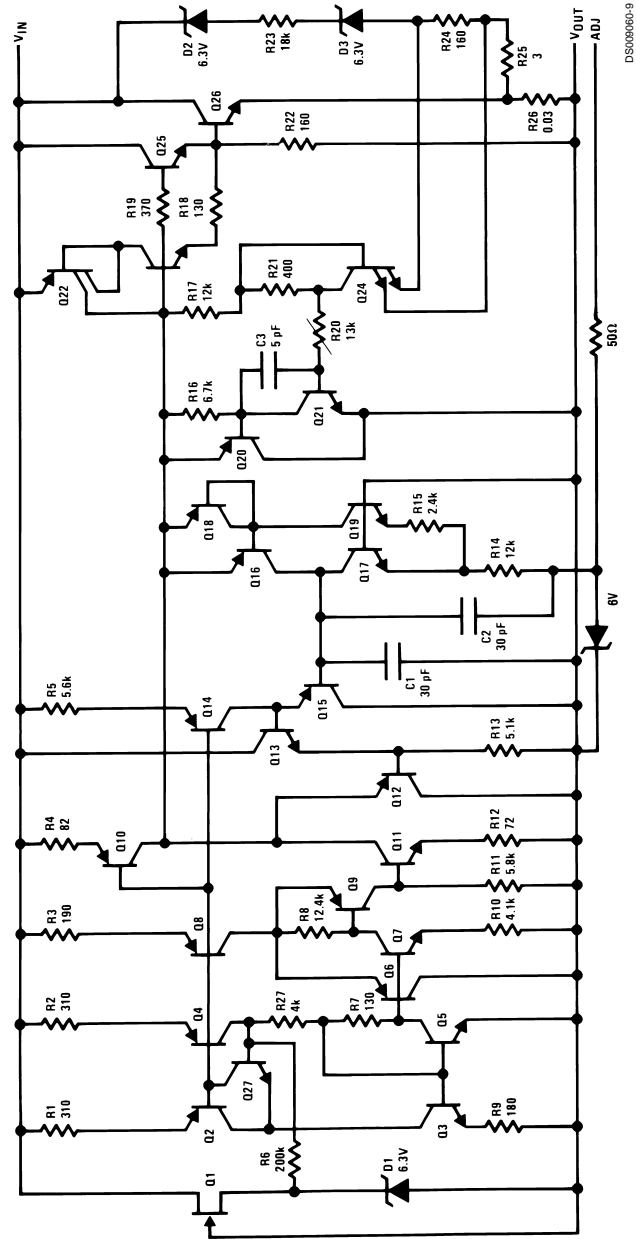 VIN
R1
310
R2
310
R3
190
R4
82
R5
5.6k
Q1
Q2
Q4
Q8
Q10
Q14
Q27
R27
4k
R6
200k
R7
130
R8
12.4k
Q9
Q6
Q7
Q3
Q5
D1
6.3V
R9
180
R10
4.1k
R11
5.8k
R12
72
Q11
Q12
Q13
R13
5.1k
Q15
C1
30 pF
C2
30 pF
Q16
Q18
Q17
Q19
R15
2.4k
R14
12k
6V
Q20
R16
6.7k
C3
5 pF
Q21
R20
13k
R17
12k
R21
400
Q24
Q22
R19
370
R18
130
Q25
Q26
R22
160
D2
6.3V
R23
18k
D3
6.3V
R24
160
R25
3
R26
0.03
50Ω
VOUT
ADJ
DS009060-9